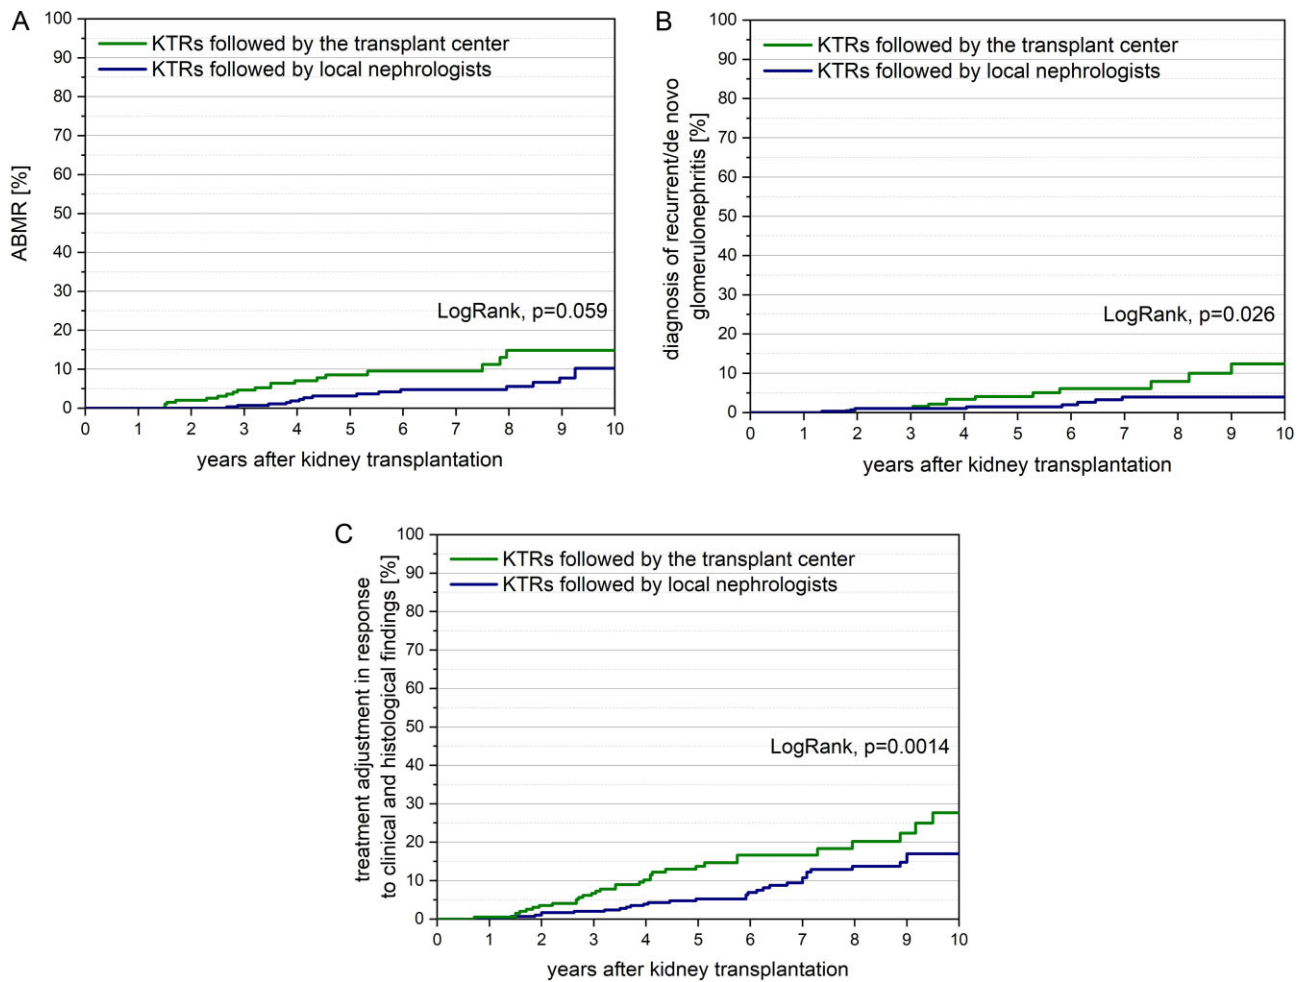 A
KTRs followed by the transplant center
KTRs followed by local nephrologists
ABMR [%]
100
90
80
70
60
50
40
30
20
10
0
LogRank, p=0.059
0 1 2 3 4 5 6 7 8 9 10
years after kidney transplantation
B
KTRs followed by the transplant center
KTRs followed by local nephrologists
diagnosis of recurrent/de novo
glomerulonephritis [%]
100
90
80
70
60
50
40
30
20
10
0
LogRank, p=0.026
0 1 2 3 4 5 6 7 8 9 10
years after kidney transplantation
C
KTRs followed by the transplant center
KTRs followed by local nephrologists
treatment adjustment in response
to clinical and histological findings [%]
100
90
80
70
60
50
40
30
20
10
0
LogRank, p=0.0014
0 1 2 3 4 5 6 7 8 9 10
years after kidney transplantation